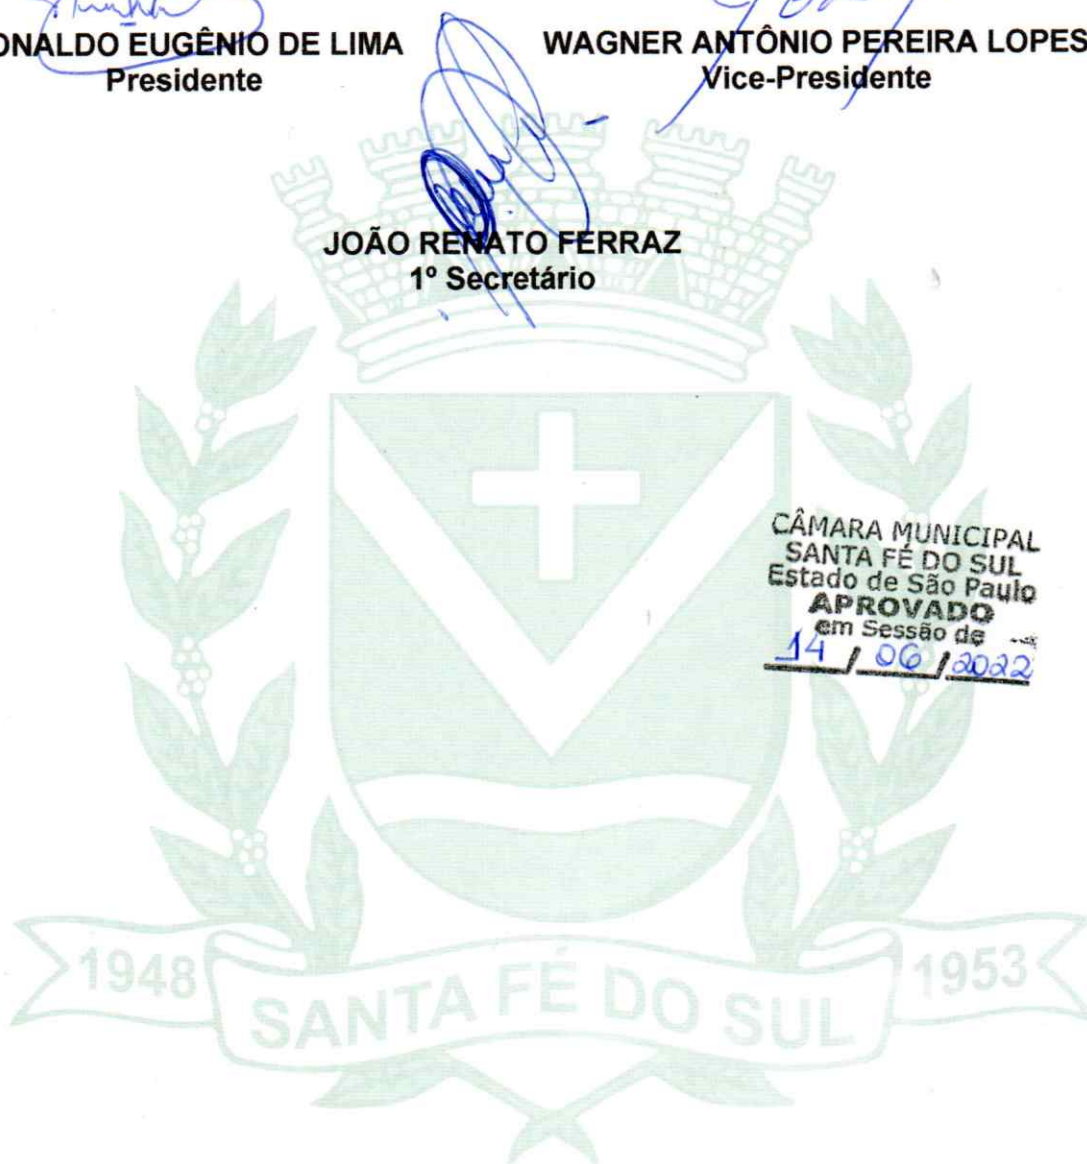 ONALDO EUGÊNIO DE LIMA
Presidente
WAGNER ANTÔNIO PEREIRA LOPES
Vice-Presidente
JOÃO RENATO FERRAZ
1º Secretário
CÂMARA MUNICIPAL
SANTA FÉ DO SUL
Estado de São Paulo
APROVADO
em Sessão de
14 / 06 / 2022
1948
SANTA FÉ DO SUL
1953